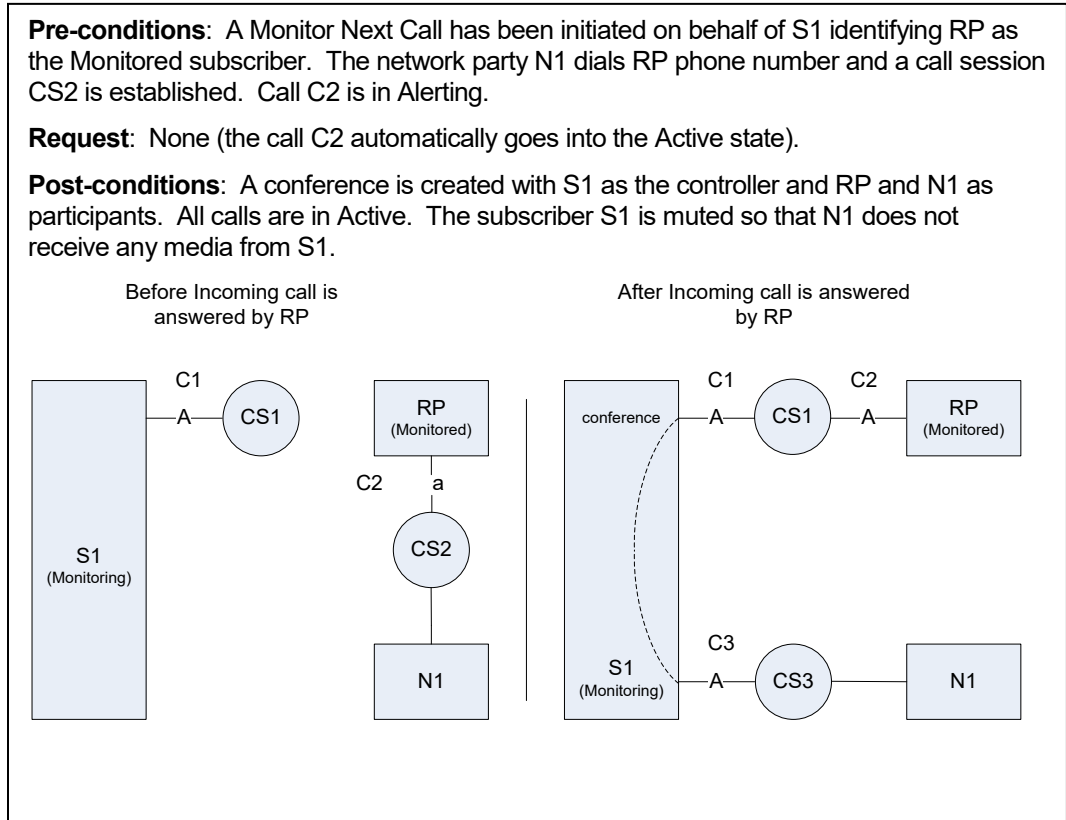 Pre-conditions: A Monitor Next Call has been initiated on behalf of S1 identifying RP as
the Monitored subscriber. The network party N1 dials RP phone number and a call session
CS2 is established. Call C2 is in Alerting.
Request: None (the call C2 automatically goes into the Active state).
Post-conditions: A conference is created with S1 as the controller and RP and N1 as
participants. All calls are in Active. The subscriber S1 is muted so that N1 does not
receive any media from S1.
Before Incoming call is
answered by RP
C1
A
CS1
RP
(Monitored)
C2
a
CS2
S1
(Monitoring)
N1
After Incoming call is answered
by RP
conference
C1
A
CS1
C2
A
RP
(Monitored)
S1
(Monitoring)
C3
A
CS3
N1